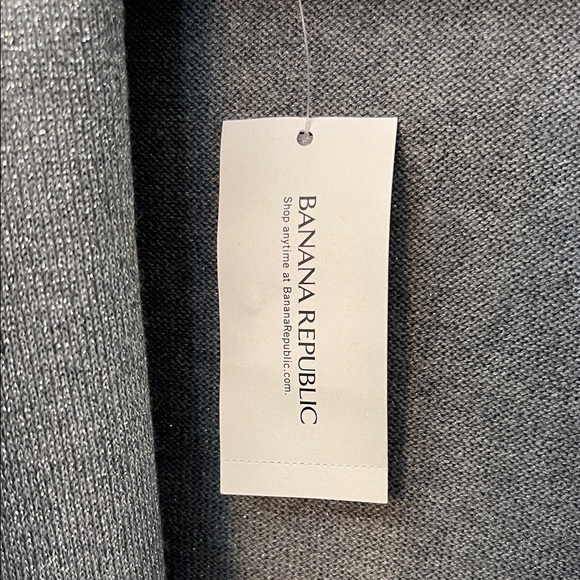 BANANA REPUBLIC
Shop anytime at BananaRepublic.com.